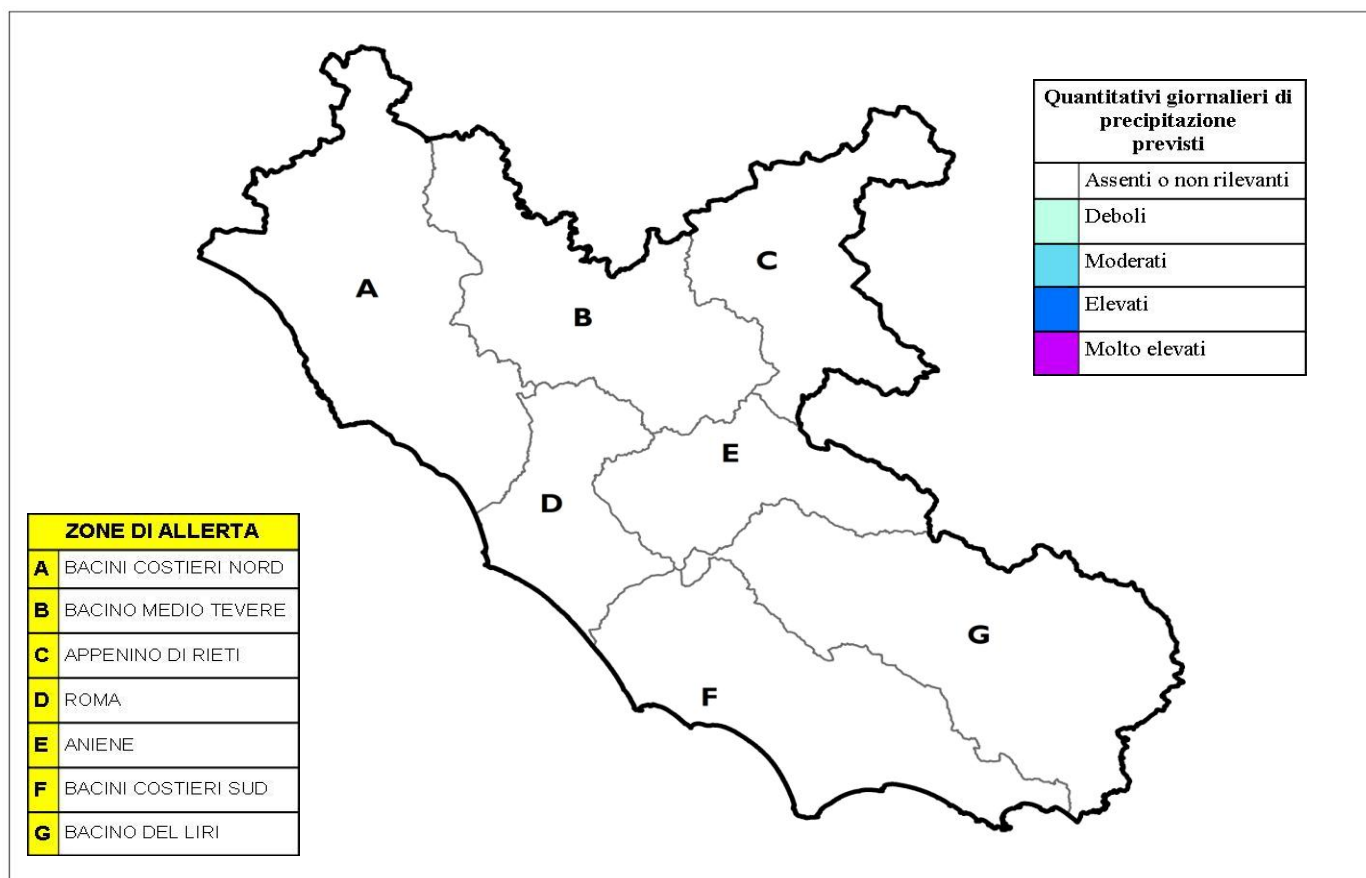 Quantitativi giornalieri di
precipitazione
previsti
Assenti o non rilevanti
Deboli
Moderati
Elevati
Molto elevati
A
B
C
D
E
F
G
ZONE DI ALLERTA
A BACINI COSTIERI NORD
B BACINO MEDIO TEVERE
C APPENINO DI RIETI
D ROMA
E ANIENE
F BACINI COSTIERI SUD
G BACINO DEL LIRI